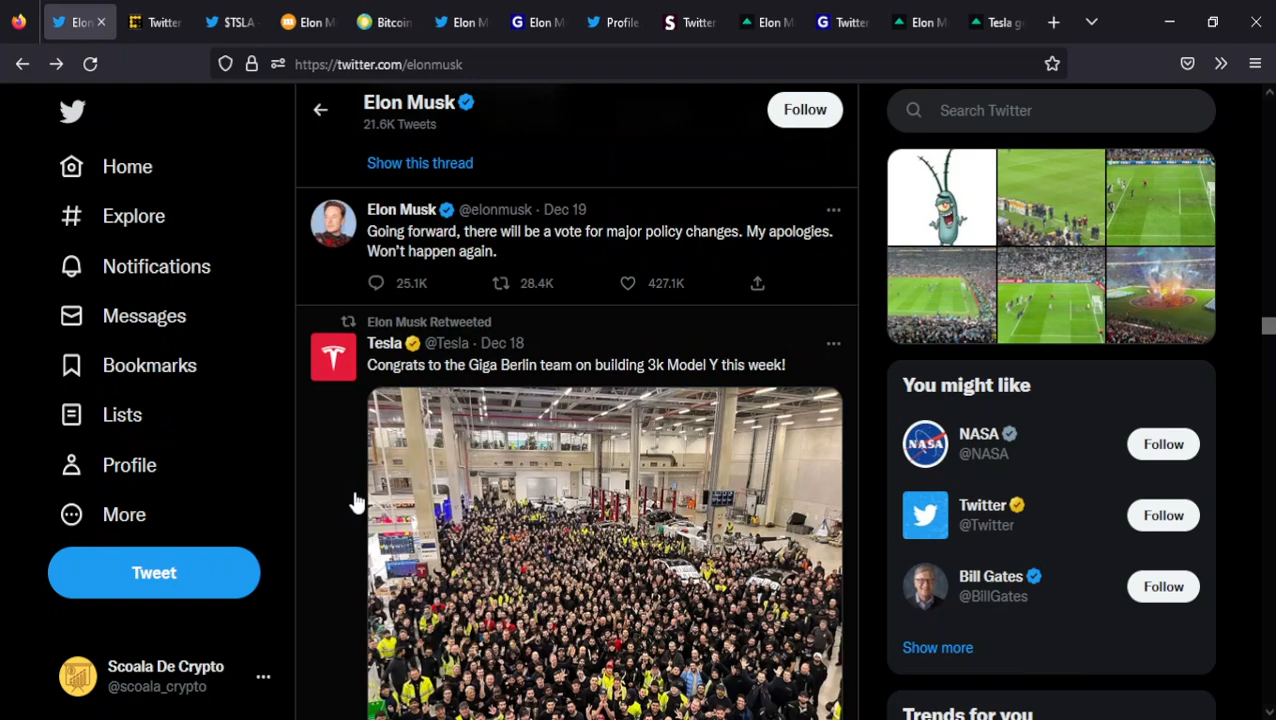 Elon
Twitter
$TSLA
Elon M
Bitcoin
Elon M
Elon M
Profile
Twitter
Elon M
Twitter
Elon M
Tesla g
https://twitter.com/elonmusk
Home
Explore
Notifications
Messages
Bookmarks
Lists
Profile
More
Tweet
Scoala De Crypto
@scoala_crypto
Elon Musk
21.6K Tweets
Follow
Show this thread
Elon Musk @elonmusk · Dec 19
Going forward, there will be a vote for major policy changes. My apologies.
Won't happen again.
25.1K 28.4K 427.1K
Elon Musk Retweeted
Tesla @Tesla · Dec 18
Congrats to the Giga Berlin team on building 3k Model Y this week!
Search Twitter
You might like
NASA
@NASA
Follow
Twitter
@Twitter
Follow
Bill Gates
@BillGates
Follow
Show more
Trends for you